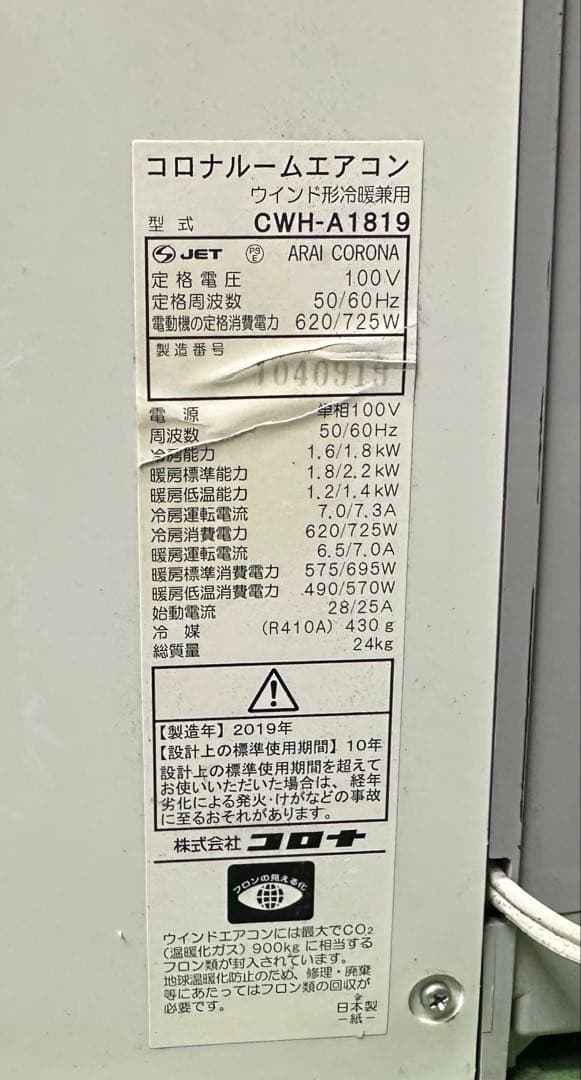 コロナルームエアコン
ウインド形冷暖兼用
型式 CWH-A1819
JET PSE ARAI CORONA
定格電圧 100V
定格周波数 50/60Hz
電動機の定格消費電力 620/725W
製造番号
電源 単相100V
周波数 50/60Hz
冷房能力 1.6/1.8kW
暖房標準能力 1.8/2.2kW
暖房低温能力 1.2/1.4kW
冷房運転電流 7.0/7.3A
冷房消費電力 620/725W
暖房運転電流 6.5/7.0A
暖房標準消費電力 575/695W
暖房低温消費電力 490/570W
始動電流 28/25A
冷媒 (R410A) 430g
総質量 24kg
【製造年】2019年
【設計上の標準使用期間】10年
設計上の標準使用期間を超えて
お使いいただいた場合は、経年
劣化による発火・けがなどの事故
に至るおそれがあります。
株式会社 コロナ
フロンの見える化
ウインドエアコンには最大でCO₂
(温暖化ガス) 900kgに相当する
フロン類が封入されています。
地球温暖化防止のため、修理・廃棄
等にあたってはフロン類の回収が
必要です。
日本製
－紙－